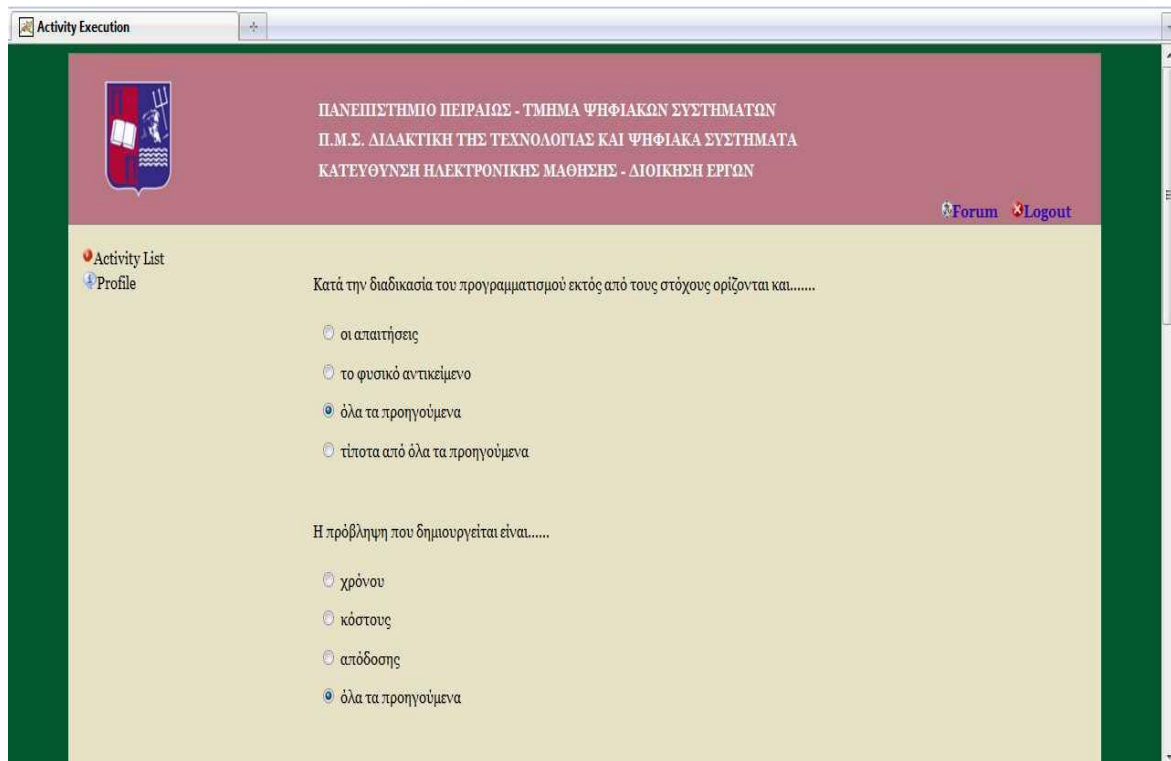 Activity Execution
ΠΑΝΕΠΙΣΤΗΜΙΟ ΠΕΙΡΑΙΩΣ - ΤΜΗΜΑ ΨΗΦΙΑΚΩΝ ΣΥΣΤΗΜΑΤΩΝ
Π.Μ.Σ. ΔΙΔΑΚΤΙΚΗ ΤΗΣ ΤΕΧΝΟΛΟΓΙΑΣ ΚΑΙ ΨΗΦΙΑΚΑ ΣΥΣΤΗΜΑΤΑ
ΚΑΤΕΥΘΥΝΣΗ ΗΛΕΚΤΡΟΝΙΚΗΣ ΜΑΘΗΣΗΣ - ΔΙΟΙΚΗΣΗ ΕΡΓΩΝ
Forum Logout
Activity List
Profile
Κατά την διαδικασία του προγραμματισμού εκτός από τους στόχους ορίζονται και.......
οι απαιτήσεις
το φυσικό αντικείμενο
όλα τα προηγούμενα
τίποτα από όλα τα προηγούμενα
Η πρόβληψη που δημιουργείται είναι......
χρόνου
κόστους
απόδοσης
όλα τα προηγούμενα